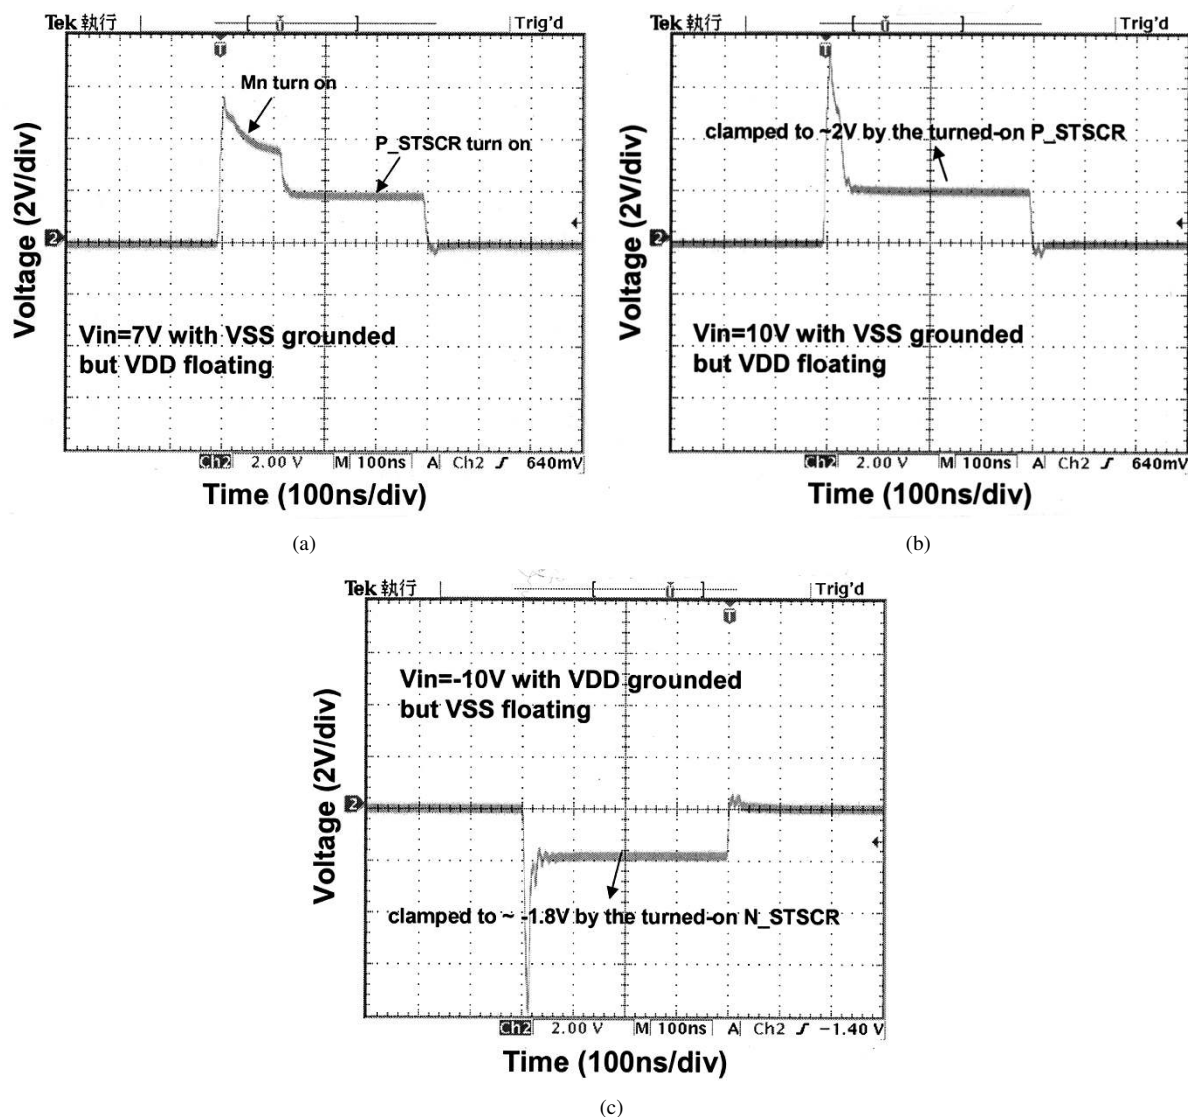 Tek 執行
Trig'd
T
Mn turn on
P_STSCR turn on
Voltage (2V/div)
2
Vin=7V with VSS grounded
but VDD floating
Ch2 2.00 V M 100ns A Ch2 640mV
Time (100ns/div)
(a)
Tek 執行
Trig'd
T
clamped to ~2V by the turned-on P_STSCR
Voltage (2V/div)
2
Vin=10V with VSS grounded
but VDD floating
Ch2 2.00 V M 100ns A Ch2 640mV
Time (100ns/div)
(b)
Tek 執行
Trig'd
T
Vin=-10V with VDD grounded
but VSS floating
Voltage (2V/div)
2
clamped to ~ -1.8V by the turned-on N_STSCR
Ch2 2.00 V M 100ns A Ch2 -1.40 V
Time (100ns/div)
(c)